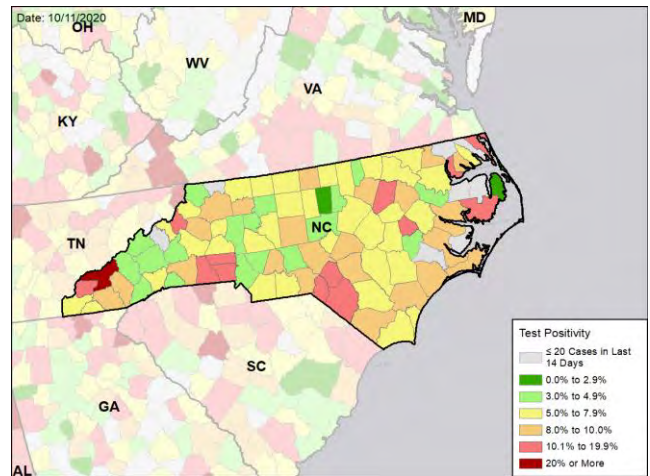 Date: 10/11/2020
OH
MD
WV
VA
KY
NC
TN
SC
GA
AL
Test Positivity
≤ 20 Cases in Last
14 Days
0.0% to 2.9%
3.0% to 4.9%
5.0% to 7.9%
8.0% to 10.0%
10.1% to 19.9%
20% or More